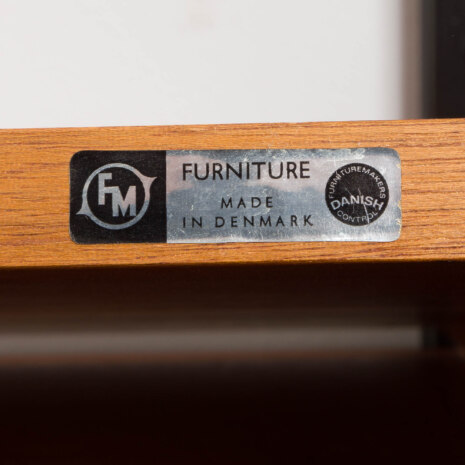 FM
FURNITURE
MADE
IN DENMARK
FURNITUREMAKERS
DANISH
CONTROL